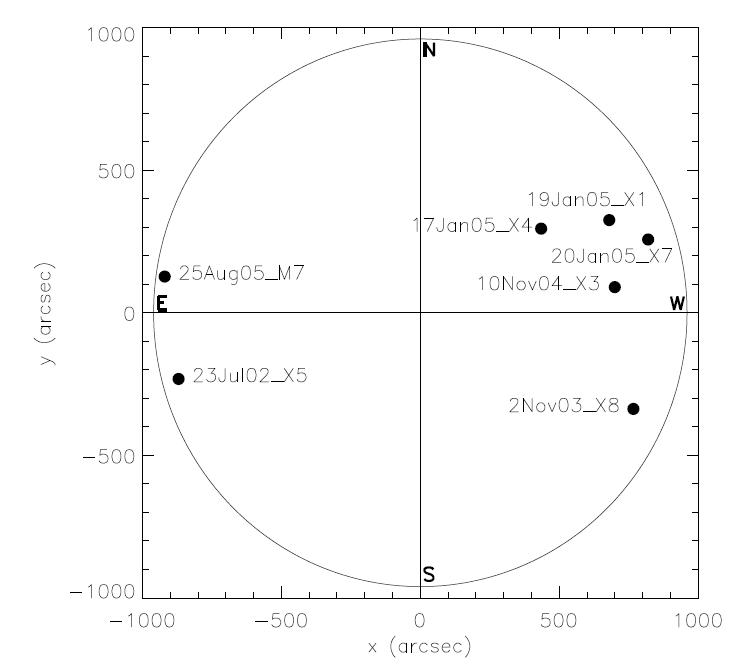 1000
N
500
19Jan05_X1
17Jan05_X4
20Jan05_X7
25Aug05_M7
10Nov04_X3
E
W
0
y (arcsec)
23Jul02_X5
2Nov03_X8
−500
S
−1000
−1000 −500 0 500 1000
x (arcsec)